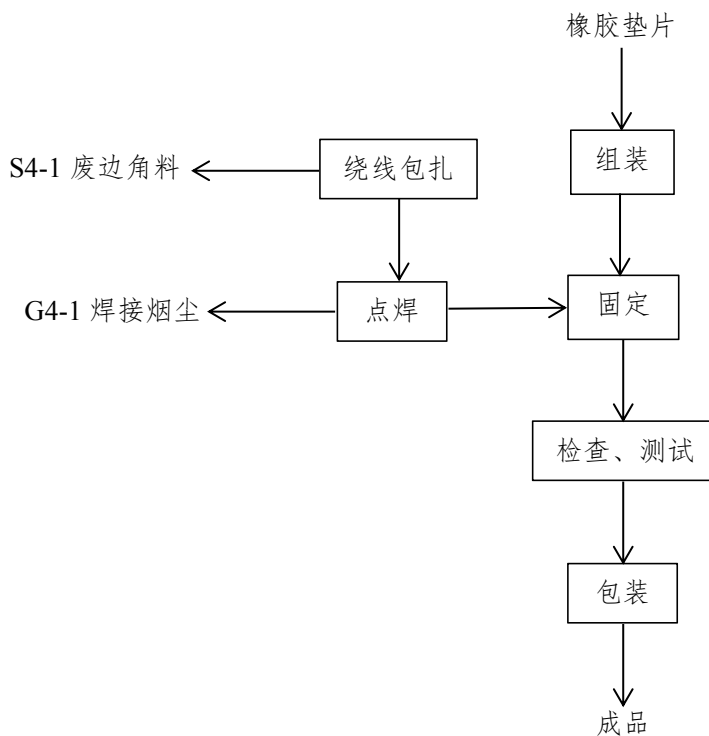 橡胶垫片
S4-1 废边角料
绕线包扎
组装
G4-1 焊接烟尘
点焊
固定
检查、测试
包装
成品